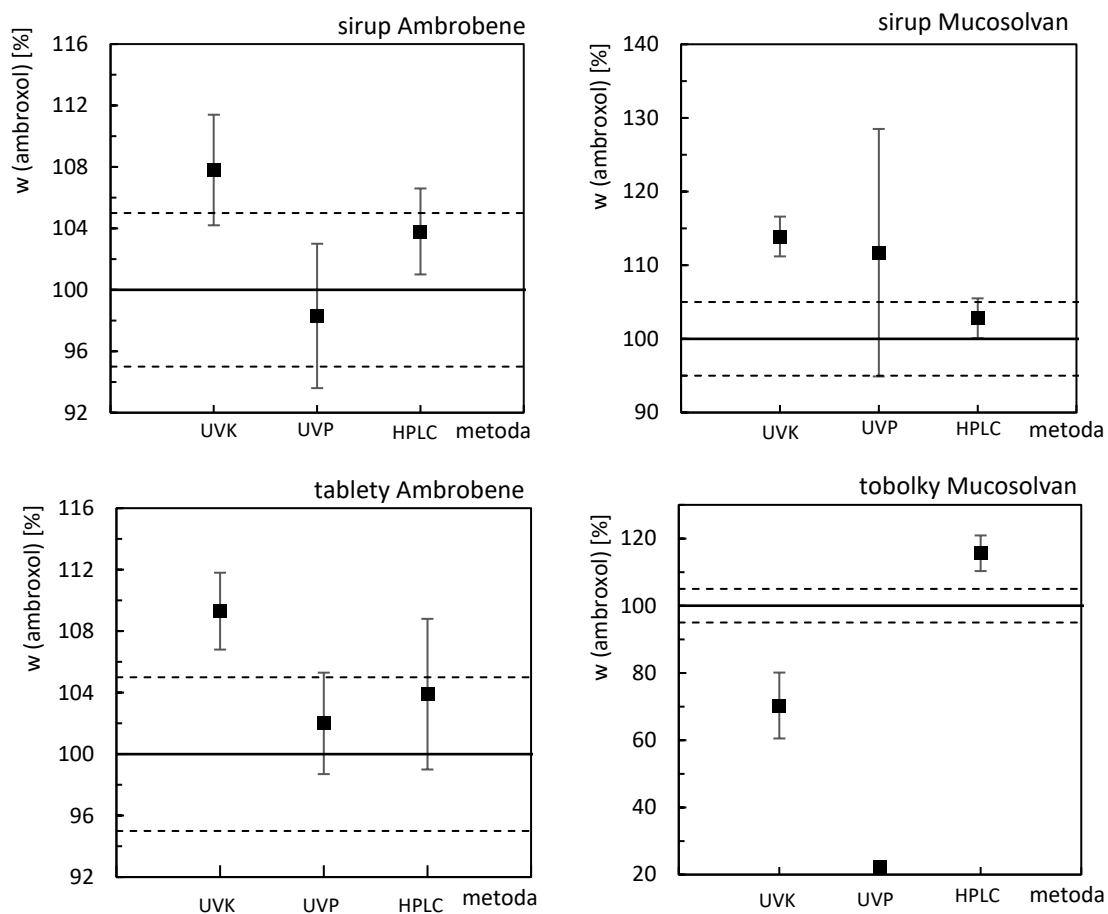 sirup Ambrobene
w (ambroxol) [%]
116
112
108
104
100
96
92
UVK
UVP
HPLC
metoda
sirup Mucosolvan
w (ambroxol) [%]
140
130
120
110
100
90
UVK
UVP
HPLC
metoda
tablety Ambrobene
w (ambroxol) [%]
116
112
108
104
100
96
92
UVK
UVP
HPLC
metoda
tobolky Mucosolvan
w (ambroxol) [%]
120
100
80
60
40
20
UVK
UVP
HPLC
metoda